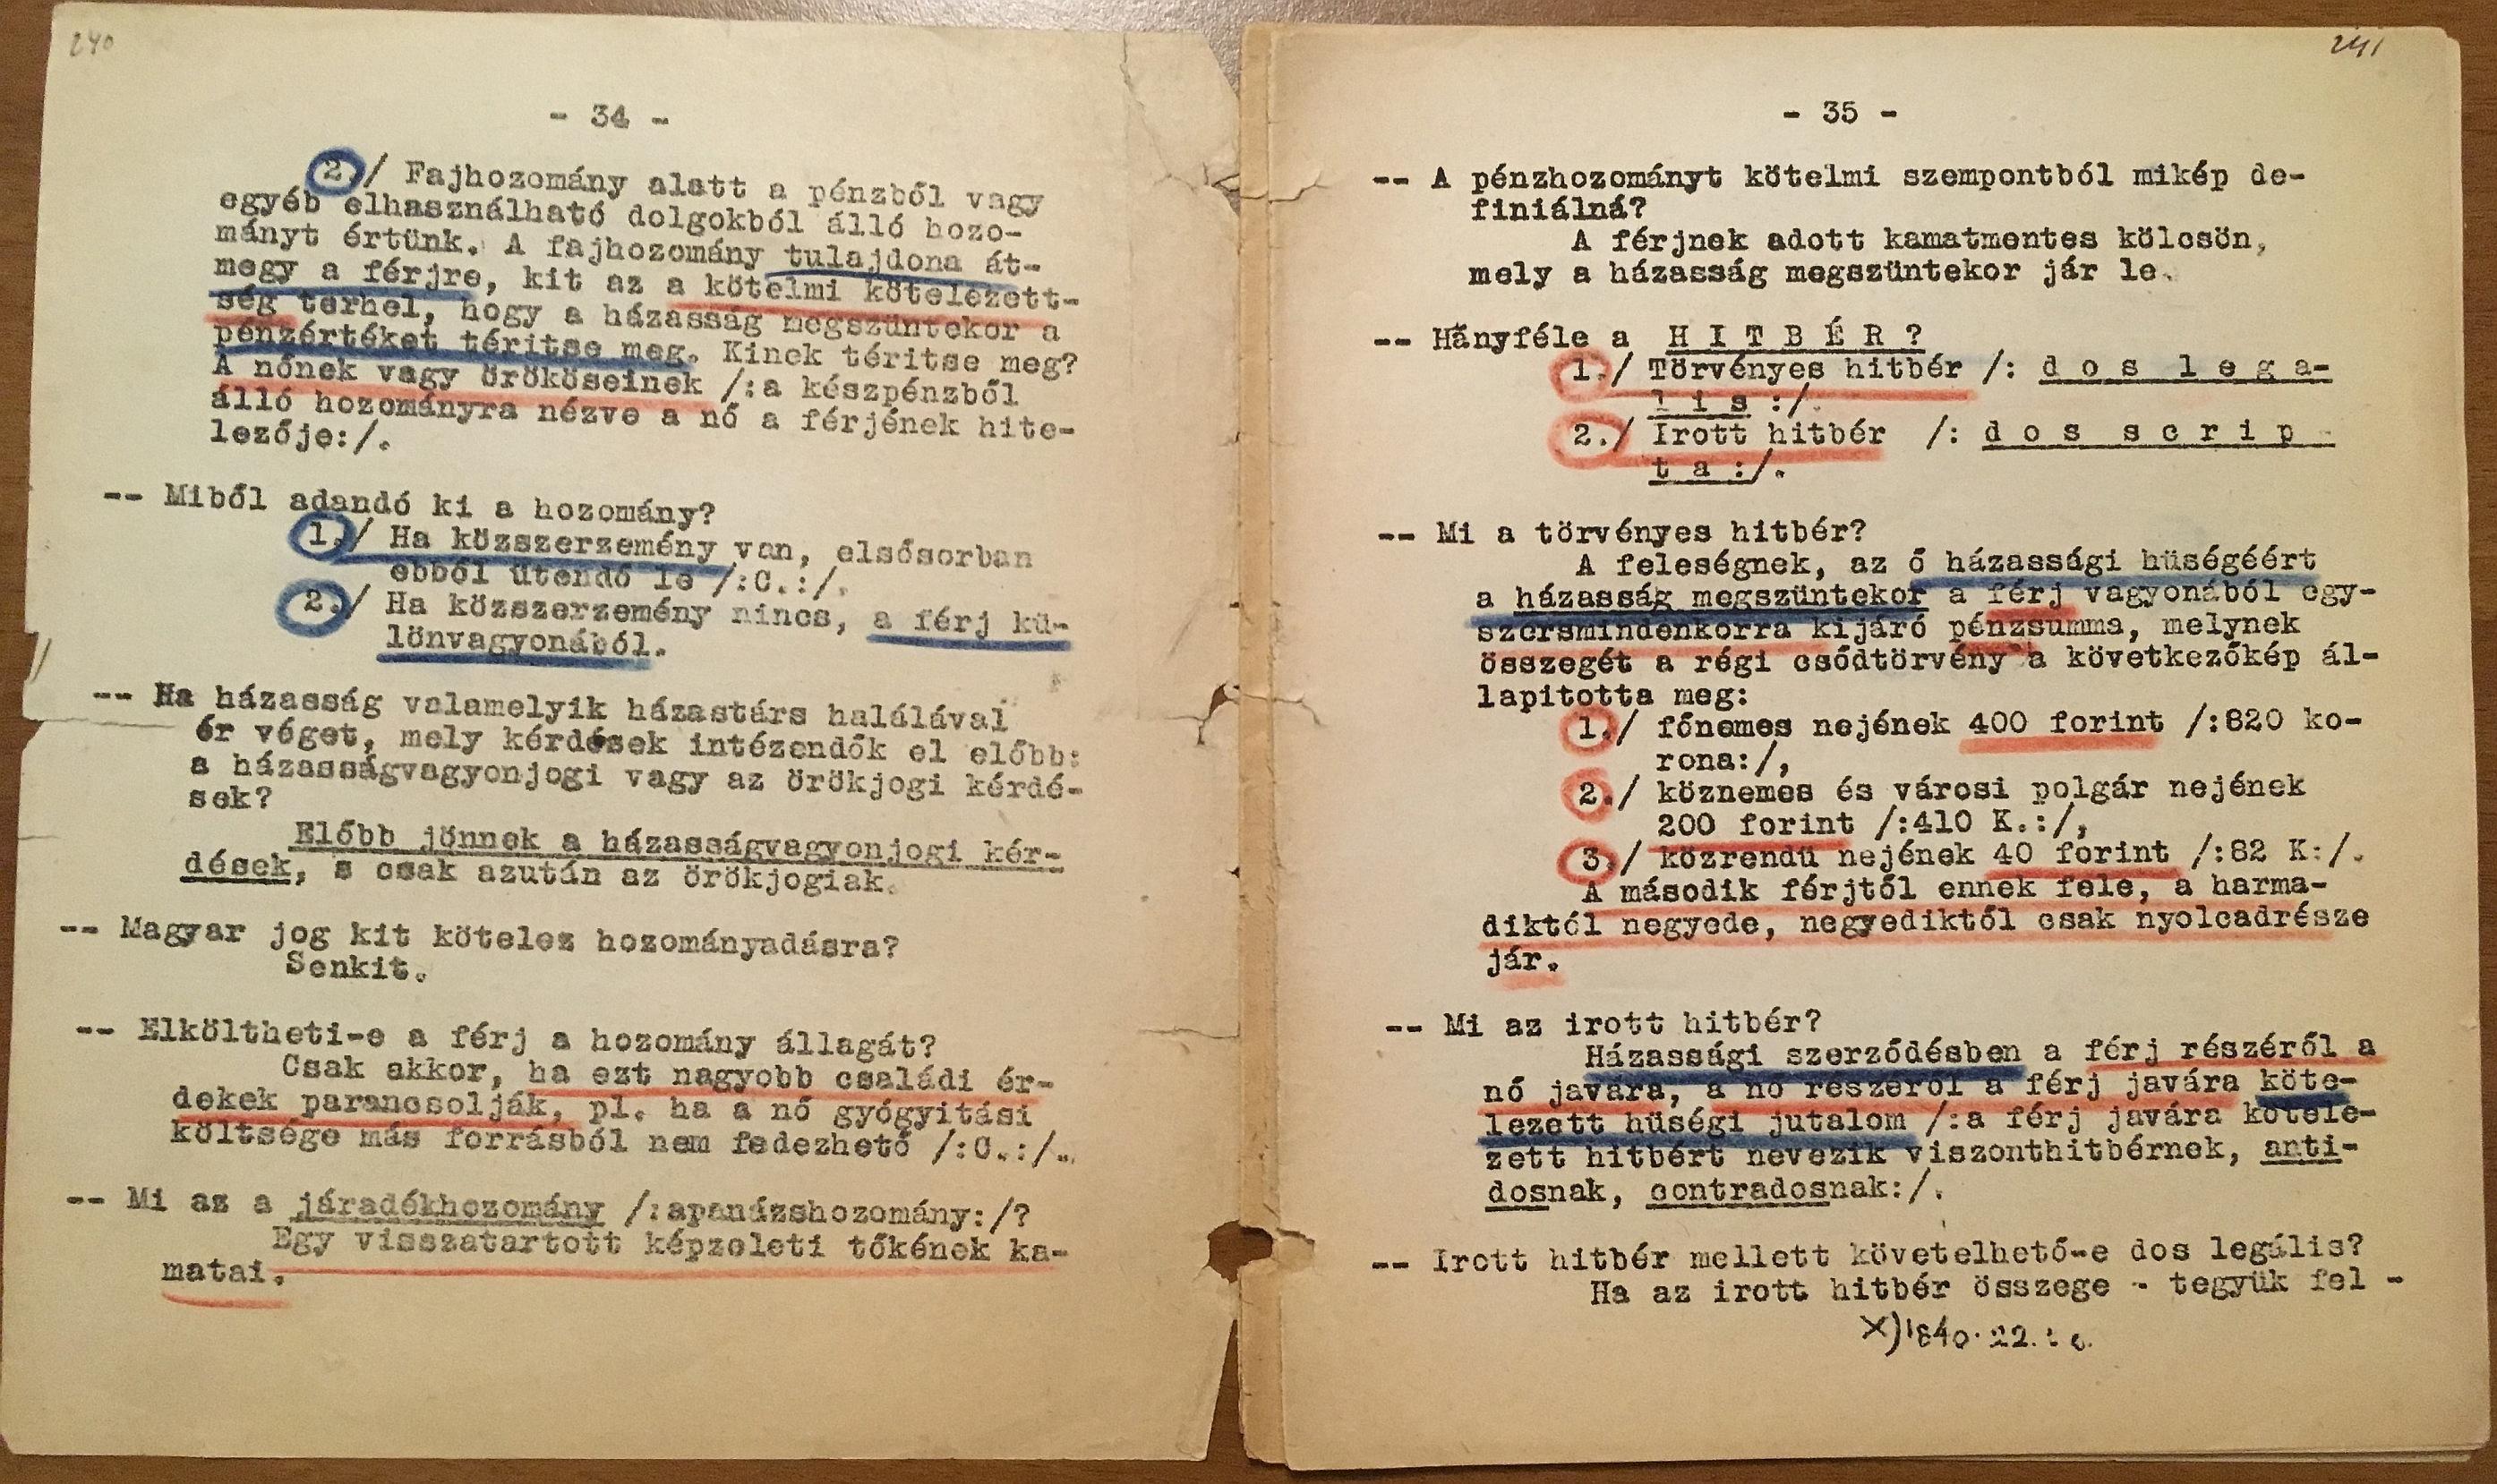 240
- 34 -
2./ Fajhozomány alatt a pénzből vagy
egyéb elhasználható dolgokból álló hozo-
mányt értünk. A fajhozomány tulajdona át-
megy a férjre, kit az a kötelmi kötelezett-
ség terhel, hogy a házasság megszüntekor a
pénzértéket téritse meg. Kinek téritse meg?
A nőnek vagy örököseinek /:a készpénzből
álló hozományra nézve a nő a férjének hite-
lezője:/.
-- Miből adandó ki a hozomány?
1./ Ha közszerzemény van, elsősorban
ebből ütendő le /:C.:/.
2./ Ha közszerzemény nincs, a férj kü-
lönvagyonából.
-- Ha házasság valamelyik házastárs halálával
ér véget, mely kérdések intézendők el előbb:
a házasságvagyonjogi vagy az örökjogi kérdé-
sek?
Előbb jönnek a házasságvagyonjogi kér-
dések, s csak azután az örökjogiak.
-- Magyar jog kit kötelez hozományadásra?
Senkit.
-- Elköltheti-e a férj a hozomány állagát?
Csak akkor, ha ezt nagyobb családi ér-
dekek parancsolják, pl. ha a nő gyógyitási
költsége más forrásból nem fedezhető /:C.:/.
-- Mi az a járadékhozomány /:apanázshozomány:/?
Egy visszatartott képzeleti tőkének ka-
matai.
241
- 35 -
-- A pénzhozományt kötelmi szempontból mikép de-
finiálná?
A férjnek adott kamatmentes kölcsön,
mely a házasság megszüntekor jár le.
-- Hányféle a H I T B É R ?
1./ Törvényes hitbér /: d o s l e g a-
l i s :/.
2./ Irott hitbér /: d o s s c r i p -
t a :/.
-- Mi a törvényes hitbér?
A feleségnek, az ő házassági hüségéért
a házasság megszüntekor a férj vagyonából egy-
szersmindenkorra kijáró pénzsumma, melynek
összegét a régi csődtörvény a következőkép ál-
lapitotta meg:
1./ főnemes nejének 400 forint /:820 ko-
rona:/,
2./ köznemes és városi polgár nejének
200 forint /:410 K.:/,
3./ közrendü nejének 40 forint /:82 K:/.
A második férjtől ennek fele, a harma-
diktól negyede, negyediktől csak nyolcadrésze
jár.
-- Mi az irott hitbér?
Házassági szerződésben a férj részéről a
nő javára, a nő részéről a férj javára köte-
lezett hüségi jutalom /:a férj javára kötele-
zett hitbért nevezik viszonthitbérnek, anti-
dosnak, contradosnak:/.
-- Irott hitbér mellett követelhető-e dos legális?
Ha az irott hitbér összege - tegyük fel -
X) 1840. 22. t.c.